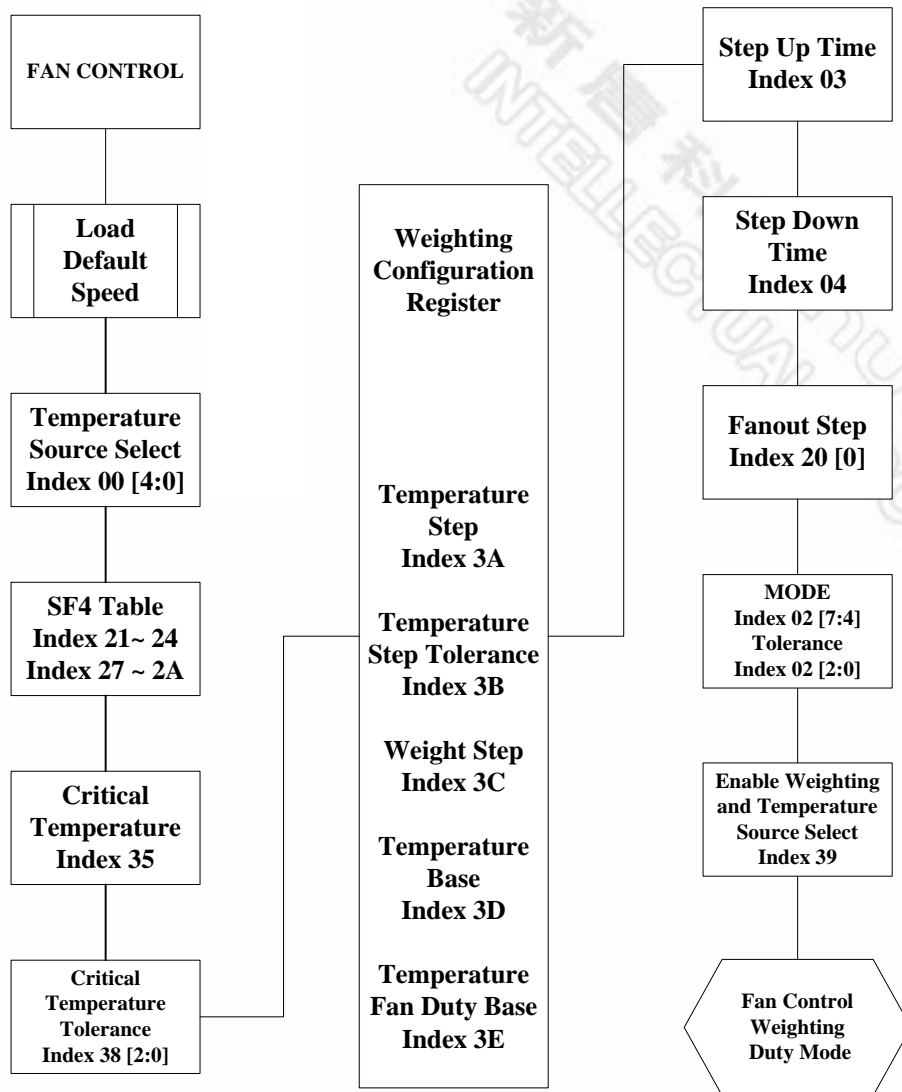 FAN CONTROL
Load
Default
Speed
Temperature
Source Select
Index 00 [4:0]
SF4 Table
Index 21~ 24
Index 27 ~ 2A
Critical
Temperature
Index 35
Critical
Temperature
Tolerance
Index 38 [2:0]
Weighting
Configuration
Register
Temperature
Step
Index 3A
Temperature
Step Tolerance
Index 3B
Weight Step
Index 3C
Temperature
Base
Index 3D
Temperature
Fan Duty Base
Index 3E
Step Up Time
Index 03
Step Down
Time
Index 04
Fanout Step
Index 20 [0]
MODE
Index 02 [7:4]
Tolerance
Index 02 [2:0]
Enable Weighting
and Temperature
Source Select
Index 39
Fan Control
Weighting
Duty Mode
新唐科
INTELLECTUAL